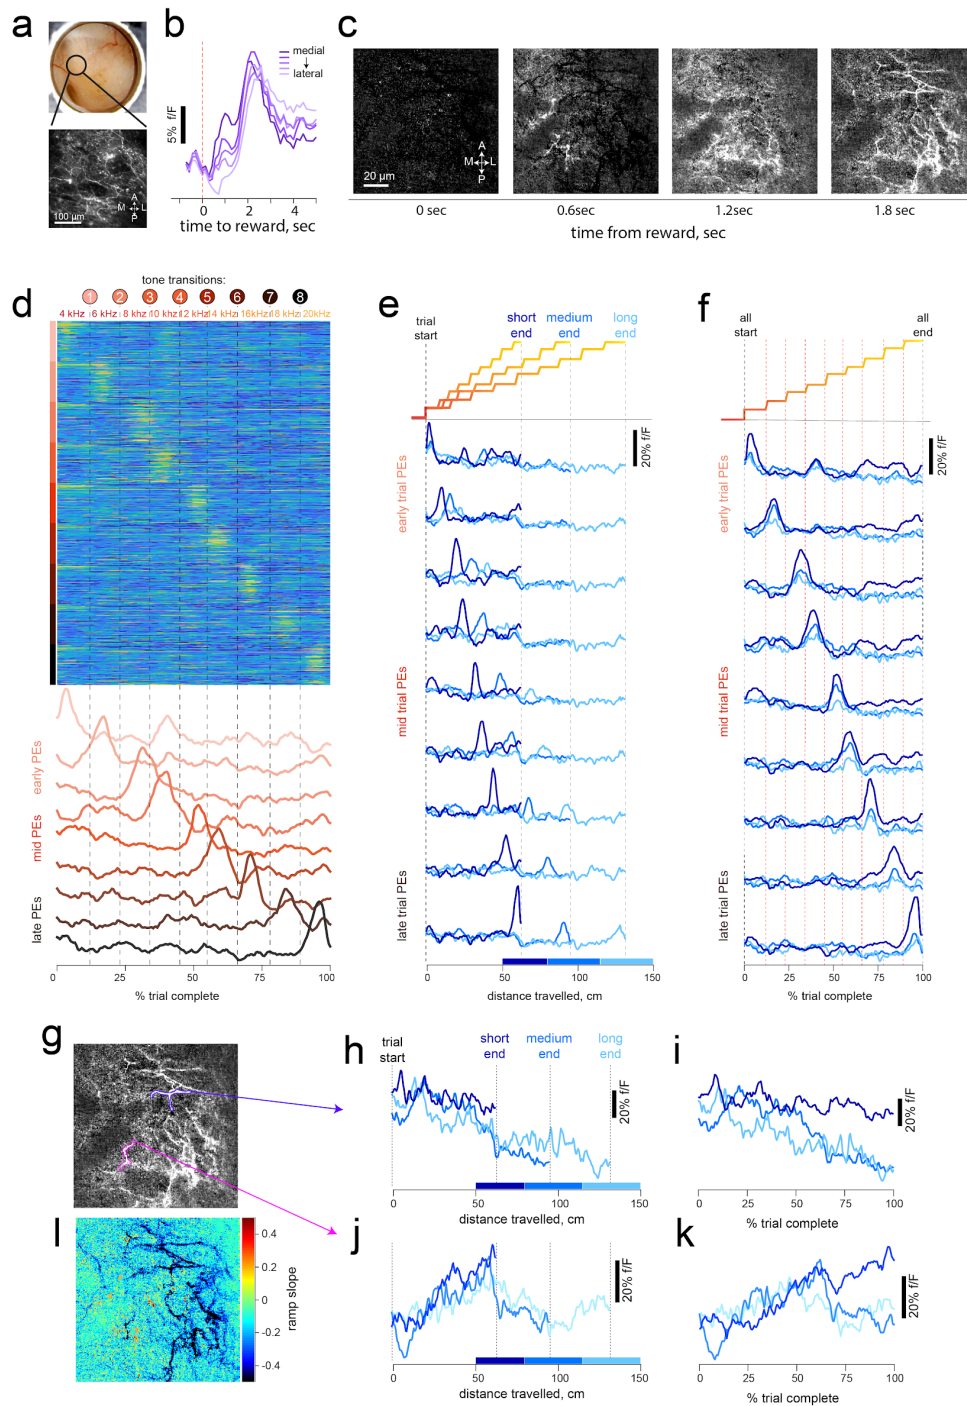 a
100 µm
A
M
L
P
b
medial
lateral
5% f/F
0
2
4
time to reward, sec
c
20 µm
A
M
L
P
0 sec
0.6sec
1.2sec
1.8 sec
time from reward, sec
d
tone transitions:
1 2 3 4 5 6 7 8
4 kHz 6 kHz 8 khz 10 khz 12 kHz 14 kHz 16kHz 18 kHz 20kHz
early PEs
mid PEs
late PEs
0 25 50 75 100
% trial complete
e
trial start
short end
medium end
long end
20% f/F
early trial PEs
mid trial PEs
late trial PEs
0 50 100 150
distance travelled, cm
f
all start
all end
20% f/F
early trial PEs
mid trial PEs
late trial PEs
0 25 50 75 100
% trial complete
g
h
trial start
short end
medium end
long end
20% f/F
0 50 100 150
distance travelled, cm
i
20% f/F
0 25 50 75 100
% trial complete
l
0.4
0.2
0
-0.2
-0.4
ramp slope
j
20% f/F
0 50 100 150
distance travelled, cm
k
20% f/F
0 25 50 75 100
% trial complete